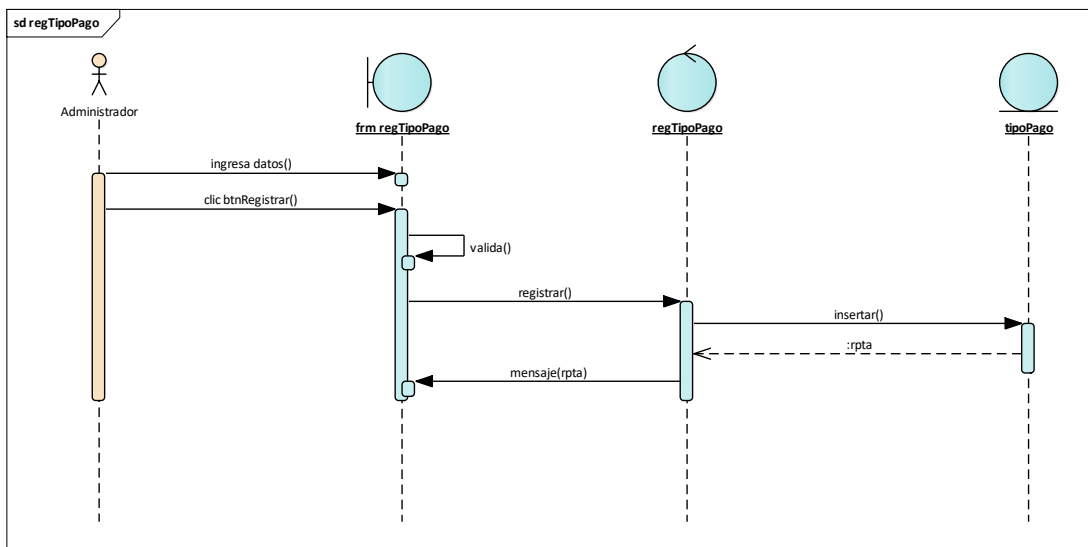 sd regTipoPago
Administrador
frm regTipoPago
regTipoPago
tipoPago
ingresa datos()
clic btnRegistrar()
valida()
registrar()
insertar()
:rpta
mensaje(rpta)